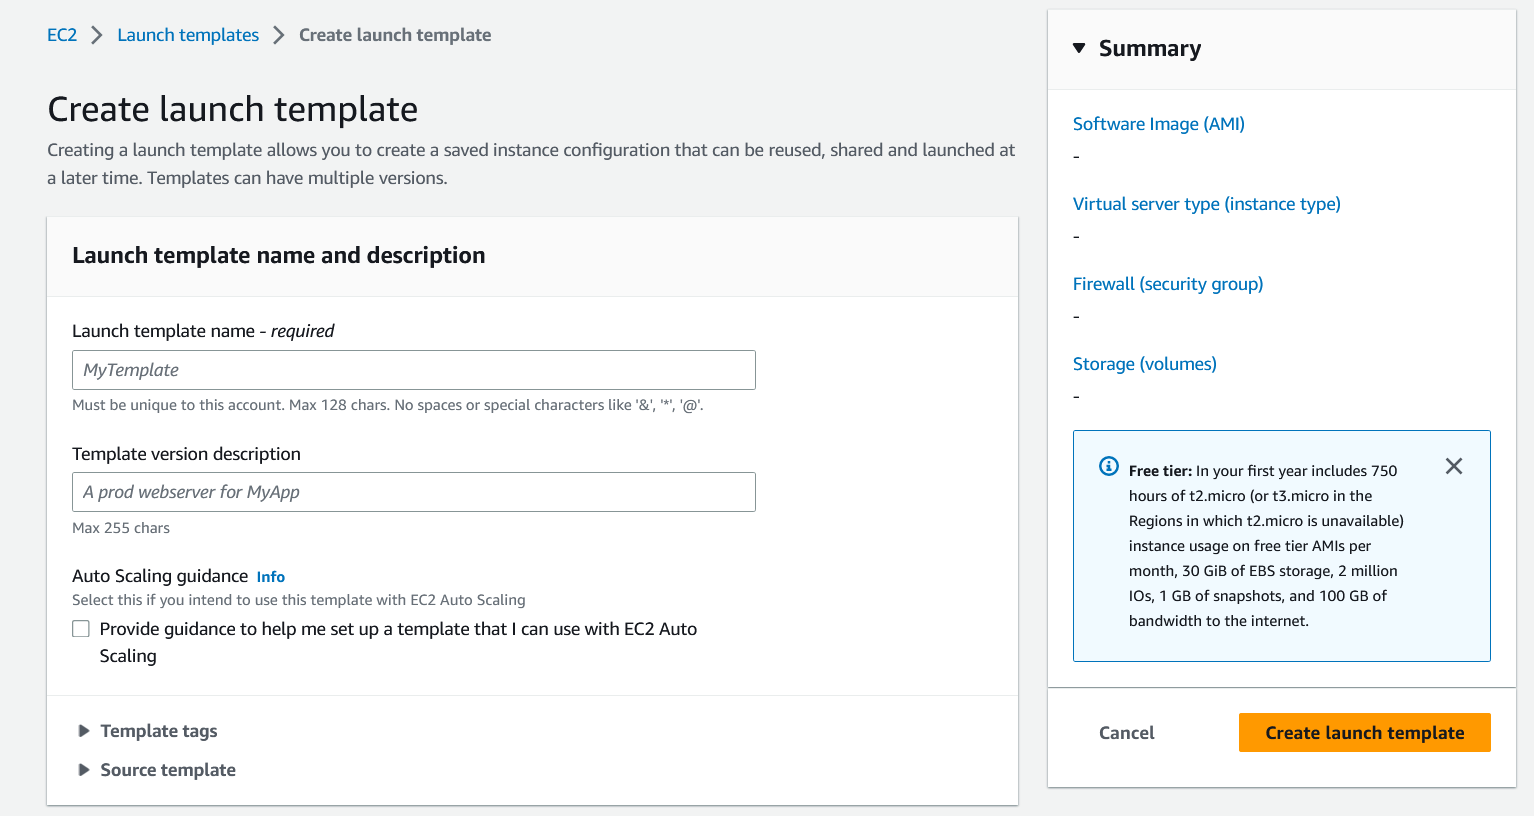 EC2 Launch templates Create launch template
Create launch template
Creating a launch template allows you to create a saved instance configuration that can be reused, shared and launched at
a later time. Templates can have multiple versions.
Launch template name and description
Launch template name - required
MyTemplate
Must be unique to this account. Max 128 chars. No spaces or special characters like '&', '*', '@'.
Template version description
A prod webserver for MyApp
Max 255 chars
Auto Scaling guidance Info
Select this if you intend to use this template with EC2 Auto Scaling
Provide guidance to help me set up a template that I can use with EC2 Auto
Scaling
Template tags
Source template
Summary
Software Image (AMI)
-
Virtual server type (instance type)
-
Firewall (security group)
-
Storage (volumes)
-
Free tier: In your first year includes 750
hours of t2.micro (or t3.micro in the
Regions in which t2.micro is unavailable)
instance usage on free tier AMIs per
month, 30 GiB of EBS storage, 2 million
IOs, 1 GB of snapshots, and 100 GB of
bandwidth to the internet.
Cancel Create launch template